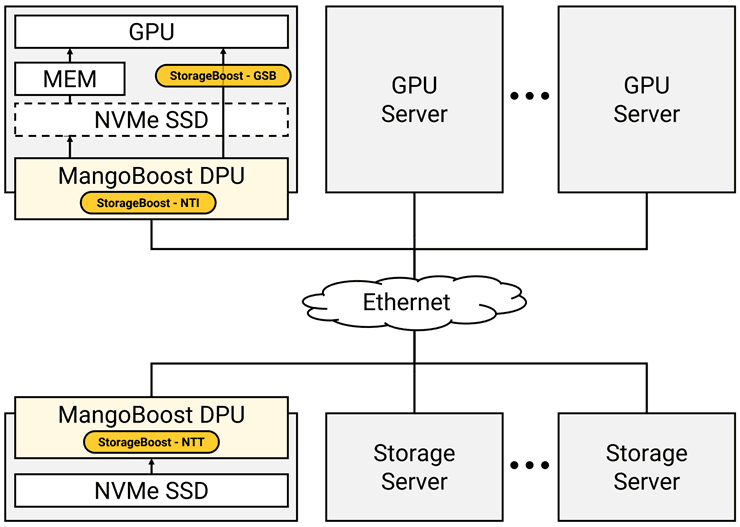 GPU
MEM
StorageBoost - GSB
NVMe SSD
MangoBoost DPU
StorageBoost - NTI
GPU
Server
GPU
Server
Ethernet
MangoBoost DPU
StorageBoost - NTT
NVMe SSD
Storage
Server
Storage
Server